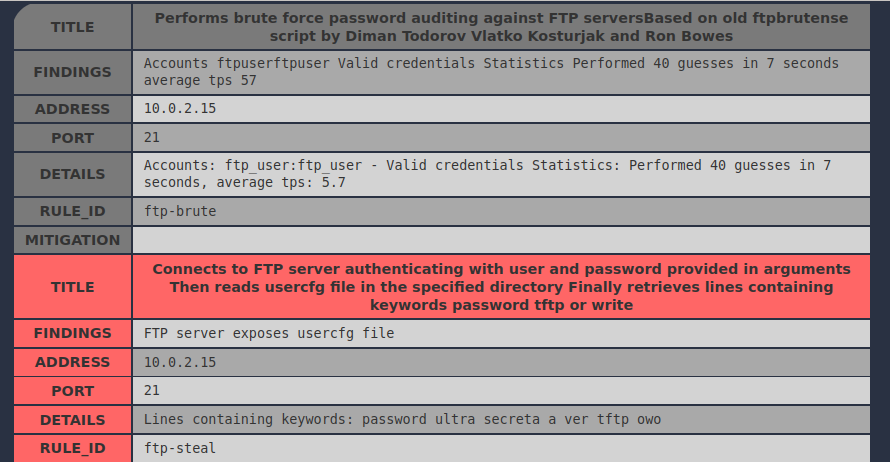 TITLE
Performs brute force password auditing against FTP serversBased on old ftpbrutense
script by Diman Todorov Vlatko Kosturjak and Ron Bowes
FINDINGS
Accounts ftpuserftpuser Valid credentials Statistics Performed 40 guesses in 7 seconds
average tps 57
ADDRESS
10.0.2.15
PORT
21
DETAILS
Accounts: ftp_user:ftp_user - Valid credentials Statistics: Performed 40 guesses in 7
seconds, average tps: 5.7
RULE_ID
ftp-brute
MITIGATION
TITLE
Connects to FTP server authenticating with user and password provided in arguments
Then reads usercfg file in the specified directory Finally retrieves lines containing
keywords password tftp or write
FINDINGS
FTP server exposes usercfg file
ADDRESS
10.0.2.15
PORT
21
DETAILS
Lines containing keywords: password ultra secreta a ver tftp owo
RULE_ID
ftp-steal